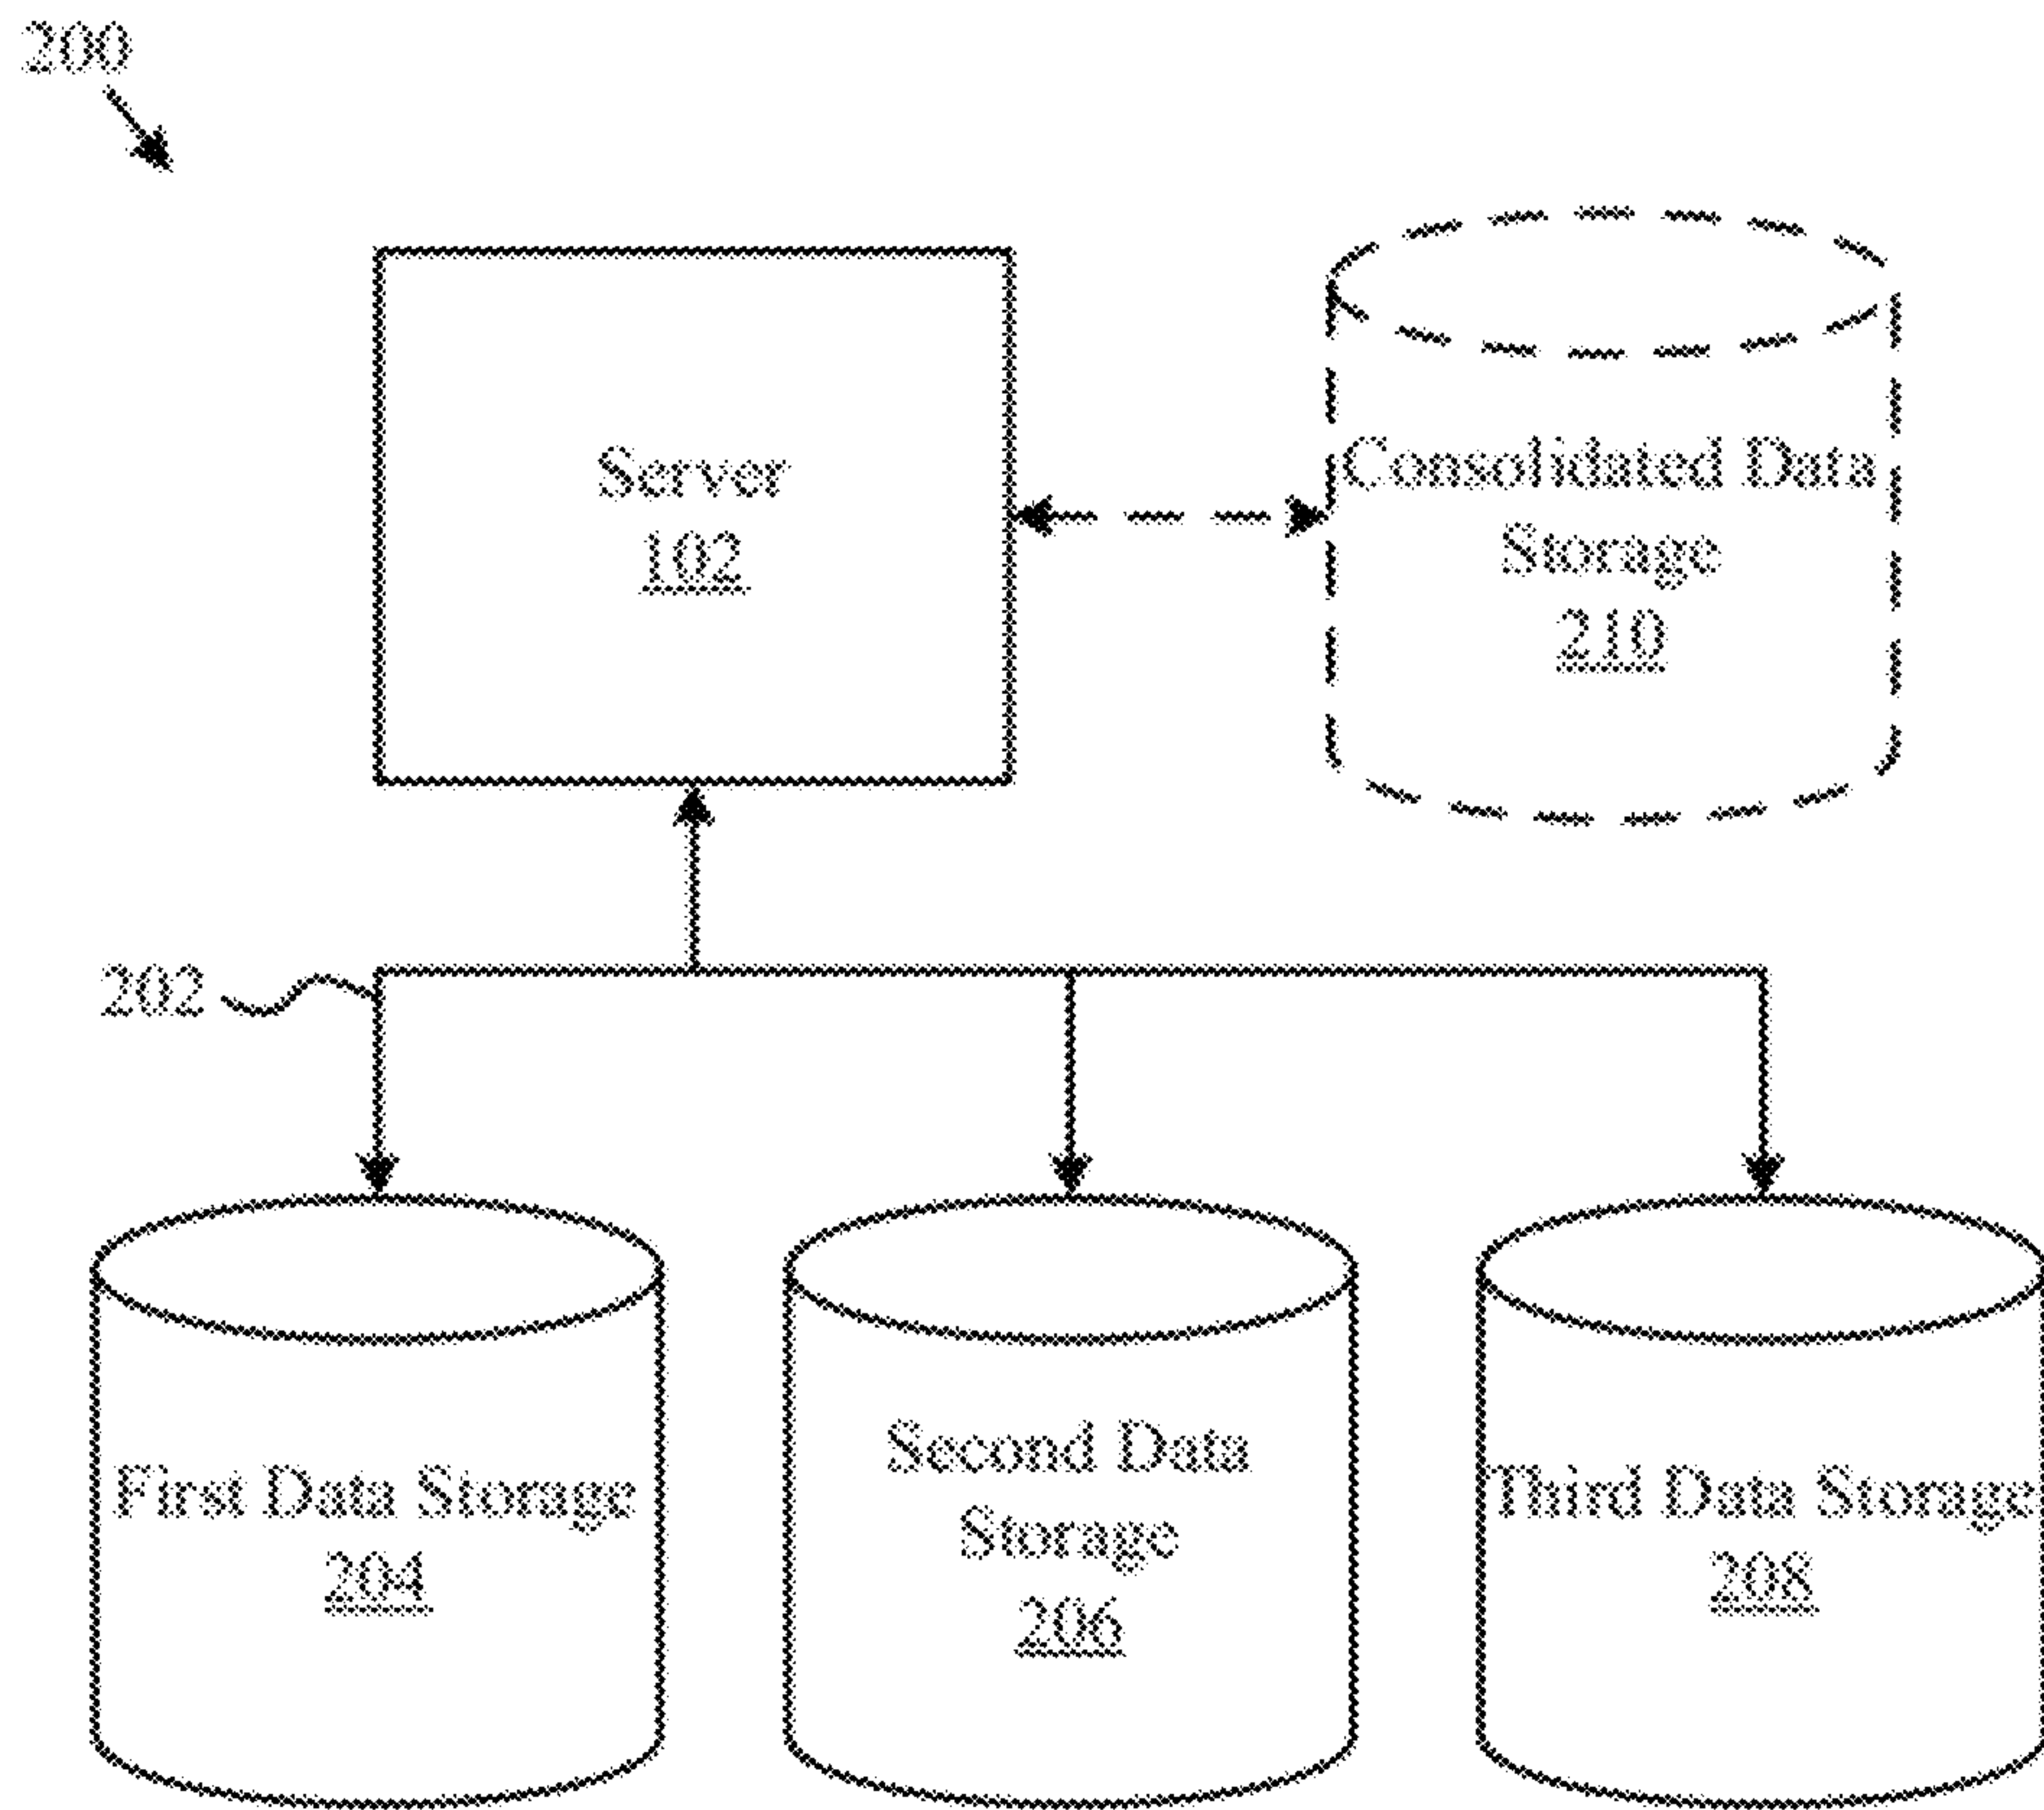 200
Server
102
Consolidated Data
Storage
210
202
First Data Storage
204
Second Data
Storage
206
Third Data Storage
208